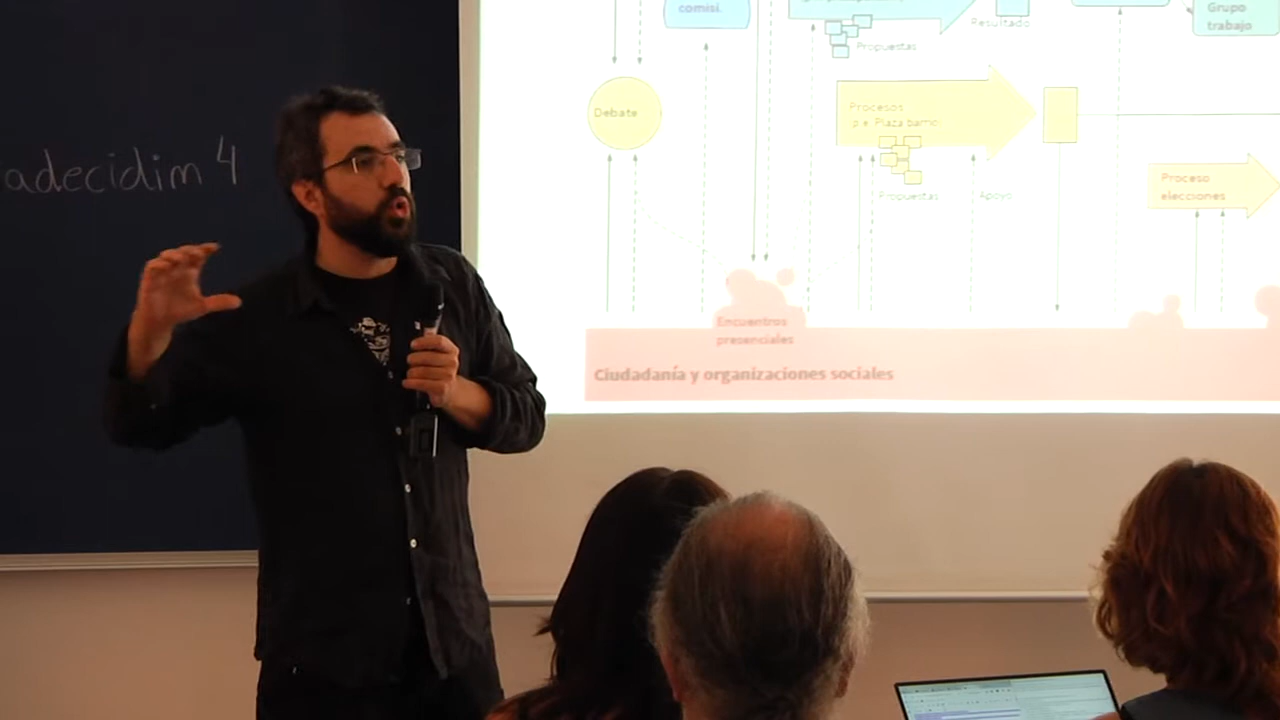 adecidim 4
comisi.
Propuestas
Resultado
Grupo
trabajo
Debate
Procesos
p.e. Plaza barrio
Propuestas
Apoyo
Proceso
elecciones
Encuentros
presenciales
Ciudadanía y organizaciones sociales